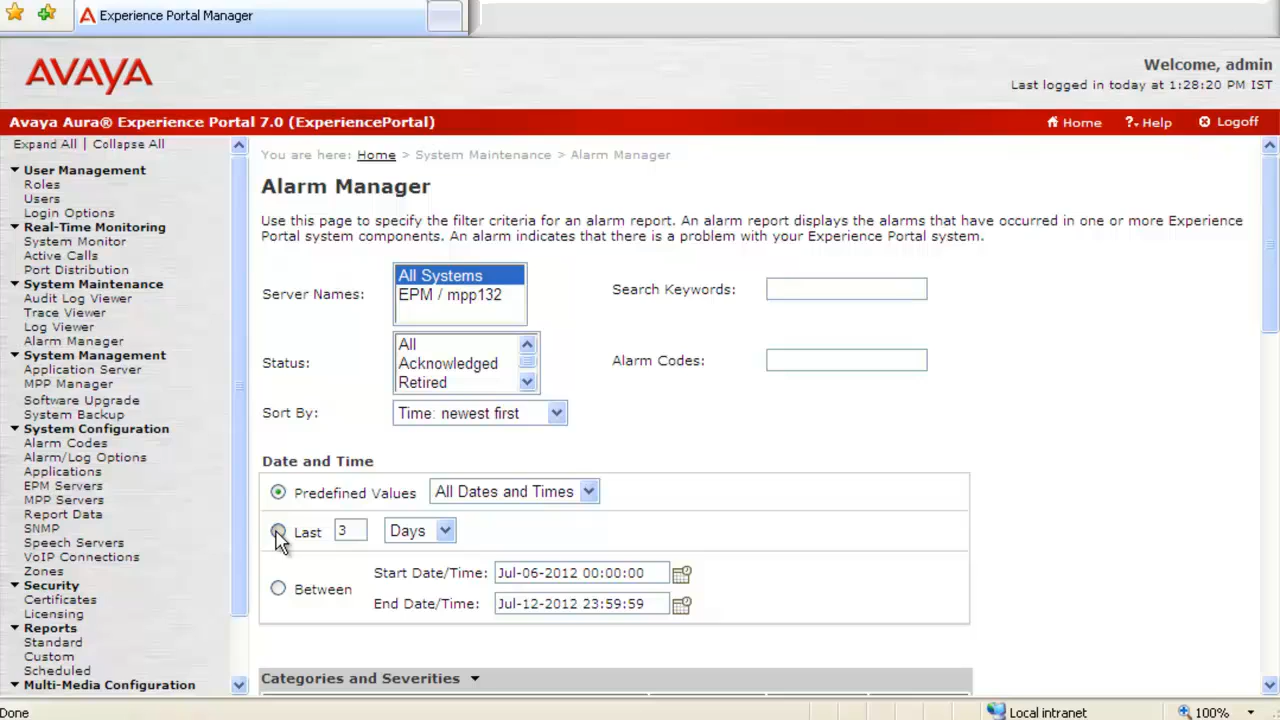 Experience Portal Manager
AVAYA
Welcome, admin
Last logged in today at 1:28:20 PM IST
Avaya Aura® Experience Portal 7.0 (ExperiencePortal)
Home
?. Help
Logoff
Expand All | Collapse All
User Management
Roles
Users
Login Options
Real-Time Monitoring
System Monitor
Active Calls
Port Distribution
System Maintenance
Audit Log Viewer
Trace Viewer
Log Viewer
Alarm Manager
System Management
Application Server
MPP Manager
Software Upgrade
System Backup
System Configuration
Alarm Codes
Alarm/Log Options
Applications
EPM Servers
MPP Servers
Report Data
SNMP
Speech Servers
VoIP Connections
Zones
Security
Certificates
Licensing
Reports
Standard
Custom
Scheduled
Multi-Media Configuration
You are here: Home > System Maintenance > Alarm Manager
Alarm Manager
Use this page to specify the filter criteria for an alarm report. An alarm report displays the alarms that have occurred in one or more Experience
Portal system components. An alarm indicates that there is a problem with your Experience Portal system.
Server Names:
All Systems
EPM / mpp132
Search Keywords:
Status:
All
Acknowledged
Retired
Alarm Codes:
Sort By:
Time: newest first
Date and Time
Predefined Values
All Dates and Times
Last 3 Days
Between
Start Date/Time: Jul-06-2012 00:00:00
End Date/Time: Jul-12-2012 23:59:59
Categories and Severities
Done
Local intranet
100%